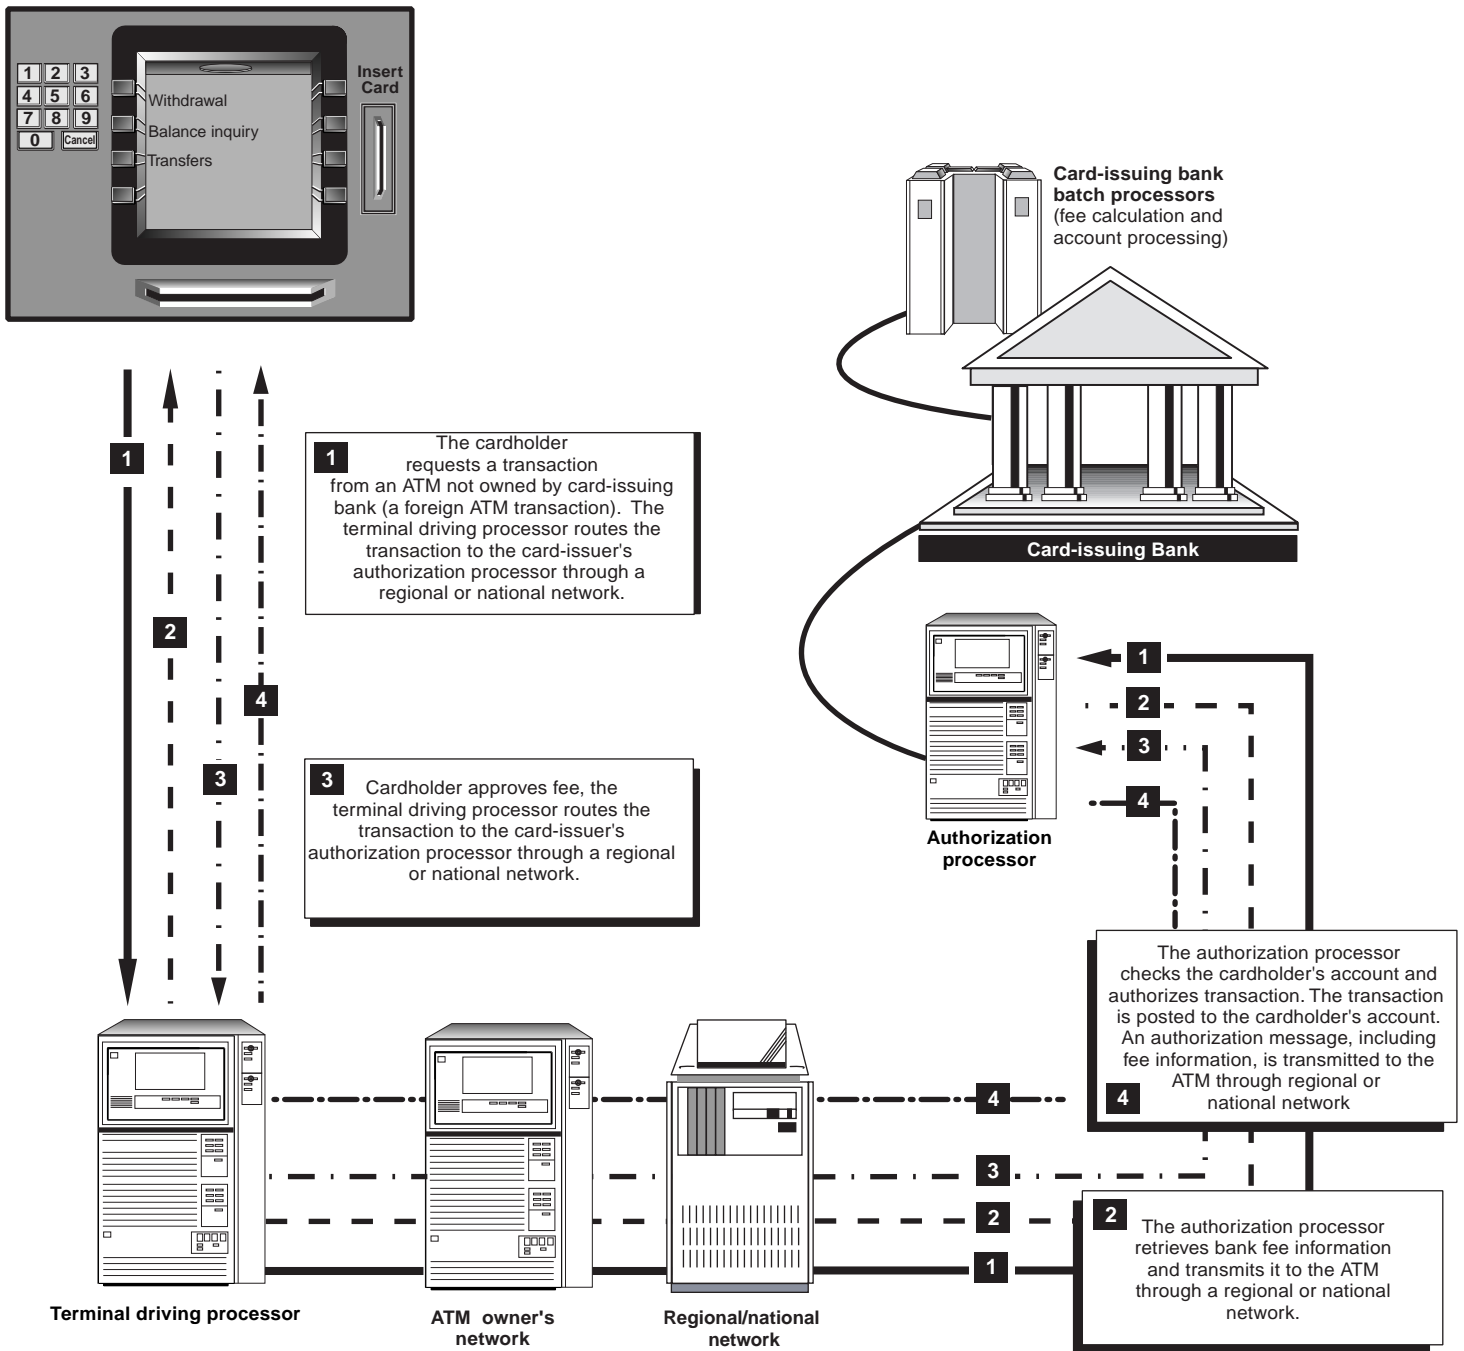 1 2 3
4 5 6
7 8 9
0 Cancel
Withdrawal
Balance inquiry
Transfers
Insert
Card
Card-issuing bank
batch processors
(fee calculation and
account processing)
Card-issuing Bank
1
2
3
4
1
The cardholder
requests a transaction
from an ATM not owned by card-issuing
bank (a foreign ATM transaction). The
terminal driving processor routes the
transaction to the card-issuer's
authorization processor through a
regional or national network.
3
Cardholder approves fee, the
terminal driving processor routes the
transaction to the card-issuer's
authorization processor through a regional
or national network.
1
2
3
4
Authorization
processor
The authorization processor
checks the cardholder's account and
authorizes transaction. The transaction
is posted to the cardholder's account.
An authorization message, including
fee information, is transmitted to the
ATM through regional or
national network
4
4
3
2
1
2
The authorization processor
retrieves bank fee information
and transmits it to the ATM
through a regional or national
network.
Terminal driving processor
ATM owner's
network
Regional/national
network